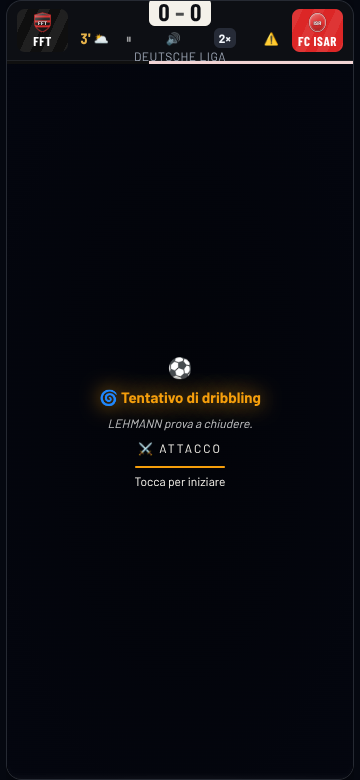 0 - 0
FFT
3'
2×
ISAR
FC ISAR
DEUTSCHE LIGA
Tentativo di dribbling
LEHMANN prova a chiudere.
ATTACCO
Tocca per iniziare